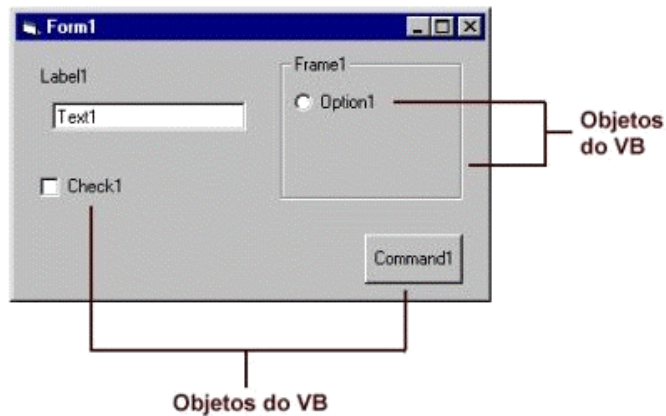 Form1
Label1
Text1
Check1
Frame1
Option1
Command1
Objetos
do VB
Objetos do VB